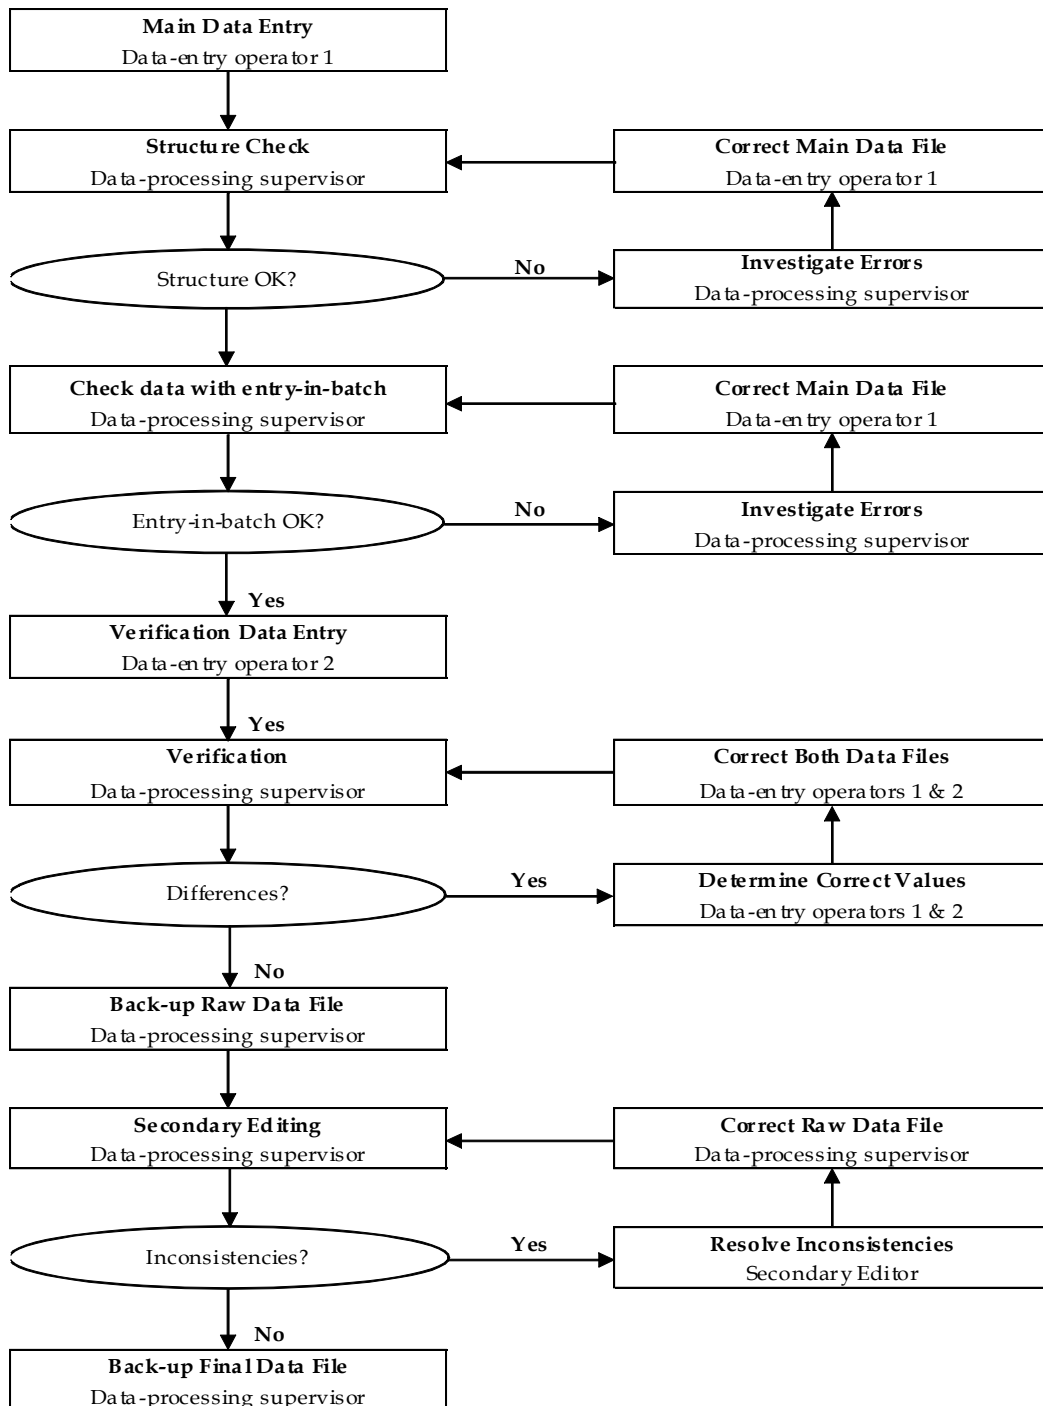 Main Data Entry
Data-entry operator 1
Structure Check
Data-processing supervisor
Correct Main Data File
Data-entry operator 1
Structure OK?
No
Investigate Errors
Data-processing supervisor
Check data with entry-in-batch
Data-processing supervisor
Correct Main Data File
Data-entry operator 1
Entry-in-batch OK?
No
Investigate Errors
Data-processing supervisor
Yes
Verification Data Entry
Data-entry operator 2
Yes
Verification
Data-processing supervisor
Correct Both Data Files
Data-entry operators 1 & 2
Differences?
Yes
Determine Correct Values
Data-entry operators 1 & 2
No
Back-up Raw Data File
Data-processing supervisor
Secondary Editing
Data-processing supervisor
Correct Raw Data File
Data-processing supervisor
Inconsistencies?
Yes
Resolve Inconsistencies
Secondary Editor
No
Back-up Final Data File
Data-processing supervisor